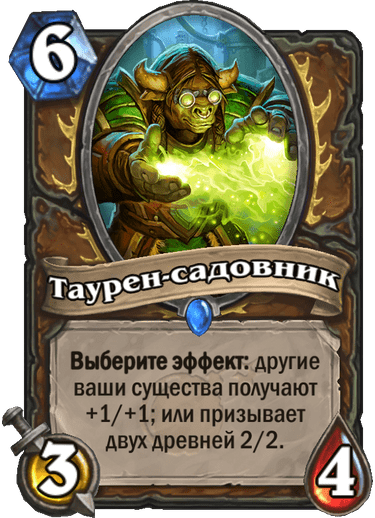 6
Таурен-садовник
Выберите эффект: другие
ваши существа получают
+1/+1; или призывает
двух древней 2/2.
3
4